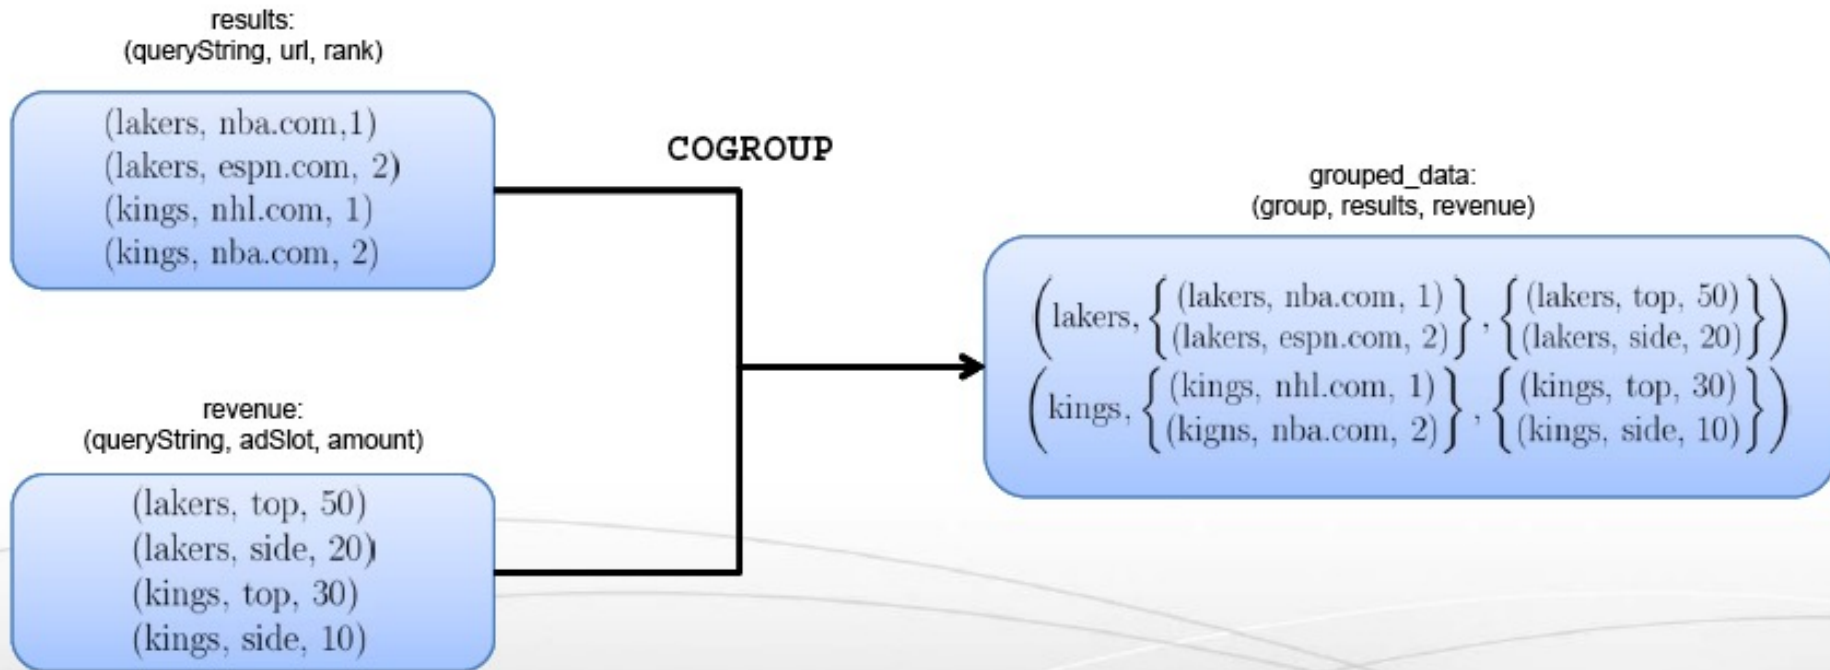 results:
(queryString, url, rank)
(lakers, nba.com,1)
(lakers, espn.com, 2)
(kings, nhl.com, 1)
(kings, nba.com, 2)
COGROUP
revenue:
(queryString, adSlot, amount)
(lakers, top, 50)
(lakers, side, 20)
(kings, top, 30)
(kings, side, 10)
grouped_data:
(group, results, revenue)
(lakers, {(lakers, nba.com, 1)
(lakers, espn.com, 2)}, {(lakers, top, 50)
(lakers, side, 20)})
(kings, {(kings, nhl.com, 1)
(kigns, nba.com, 2)}, {(kings, top, 30)
(kings, side, 10)})